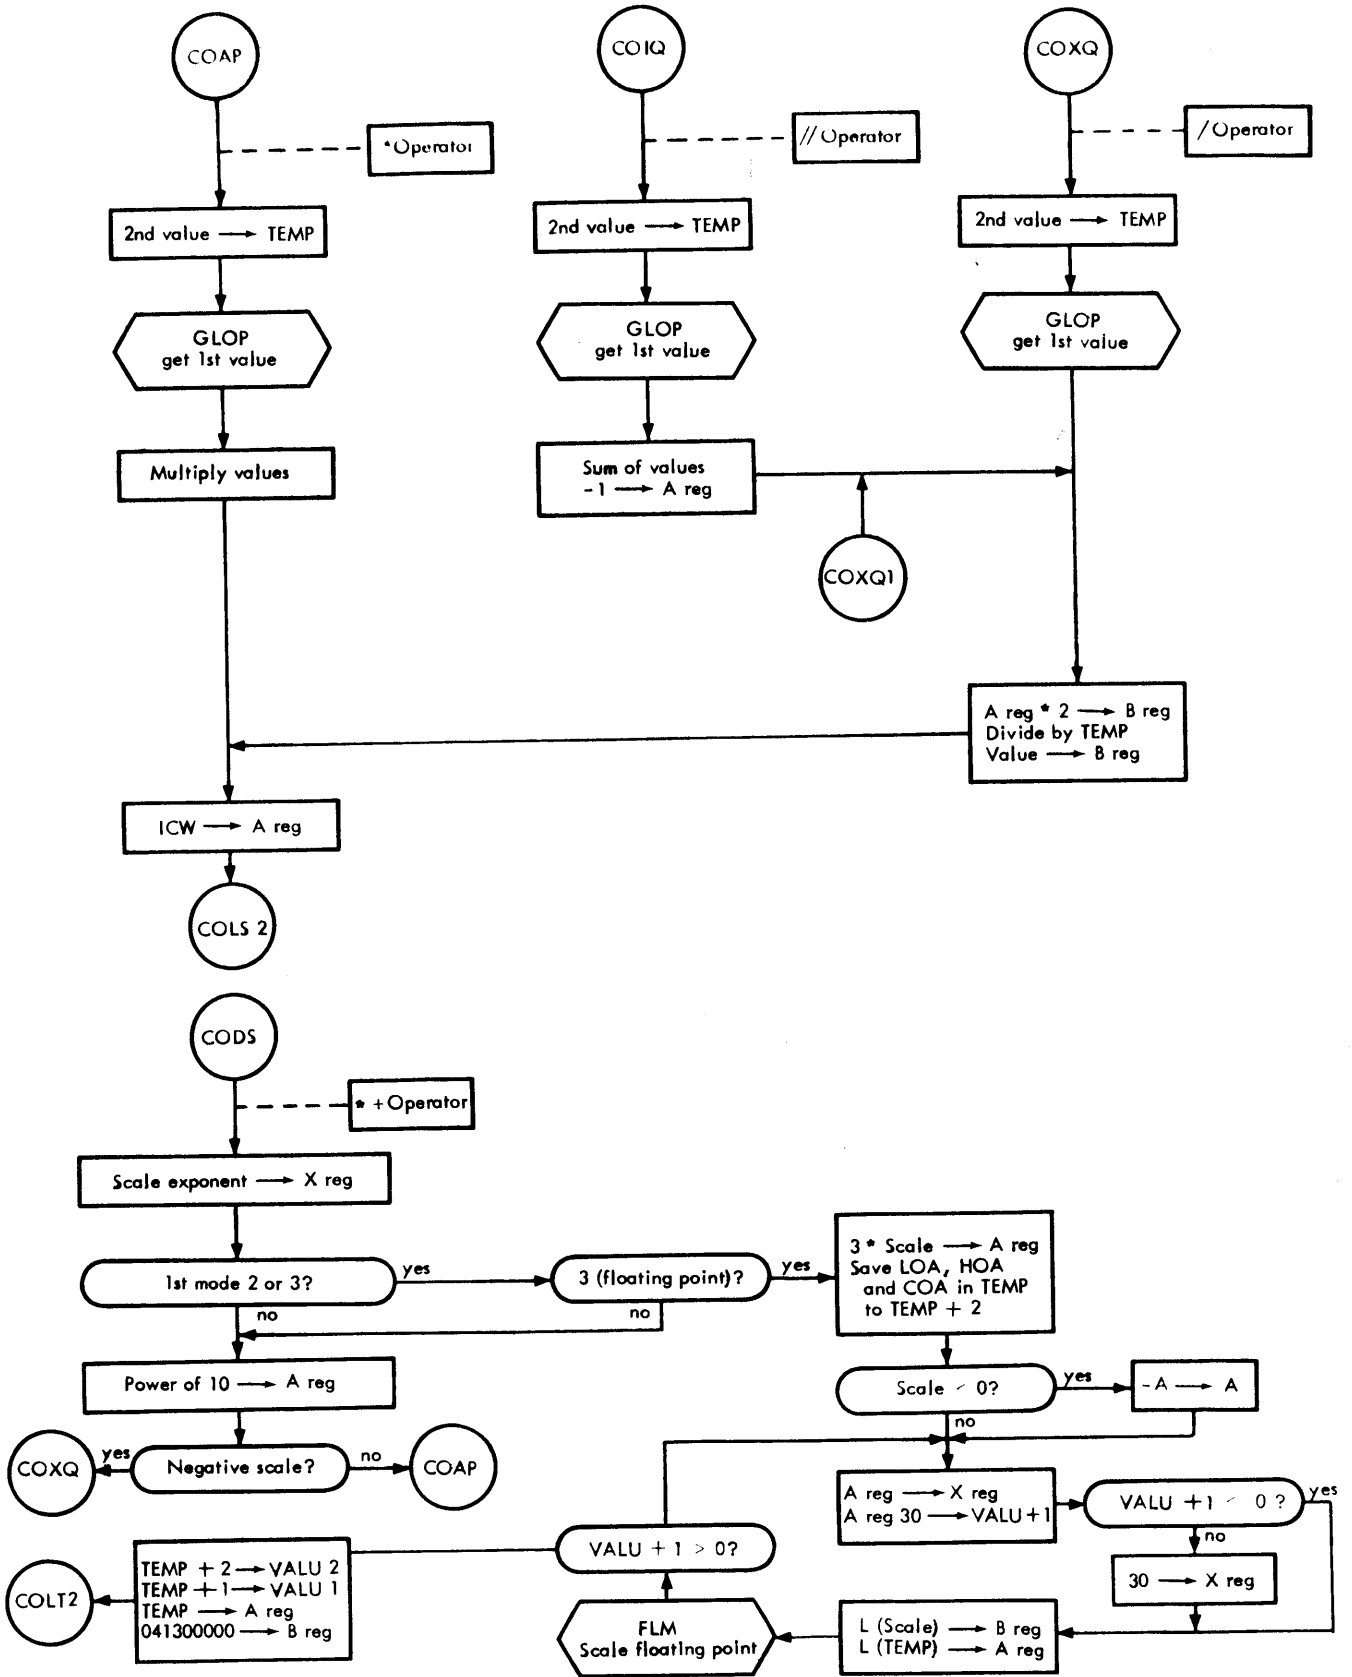 COAP
COIQ
COXQ
*Operator
// Operator
/ Operator
2nd value → TEMP
2nd value → TEMP
2nd value → TEMP
GLOP
get 1st value
GLOP
get 1st value
GLOP
get 1st value
Multiply values
Sum of values
-1 → A reg
COXQ1
A reg * 2 → B reg
Divide by TEMP
Value → B reg
ICW → A reg
COLS 2
CODS
* + Operator
Scale exponent → X reg
1st mode 2 or 3?
yes
no
3 (floating point)?
yes
no
3 * Scale → A reg
Save LOA, HOA
and COA in TEMP
to TEMP + 2
Power of 10 → A reg
Scale < 0?
yes
no
-A → A
COXQ
yes
Negative scale?
no
COAP
A reg → X reg
A reg 30 → VALU+1
VALU +1 < 0 ?
yes
no
30 → X reg
VALU + 1 > 0?
TEMP + 2 → VALU 2
TEMP + 1 → VALU 1
TEMP → A reg
041300000 → B reg
COLT2
FLM
Scale floating point
L (Scale) → B reg
L (TEMP) → A reg